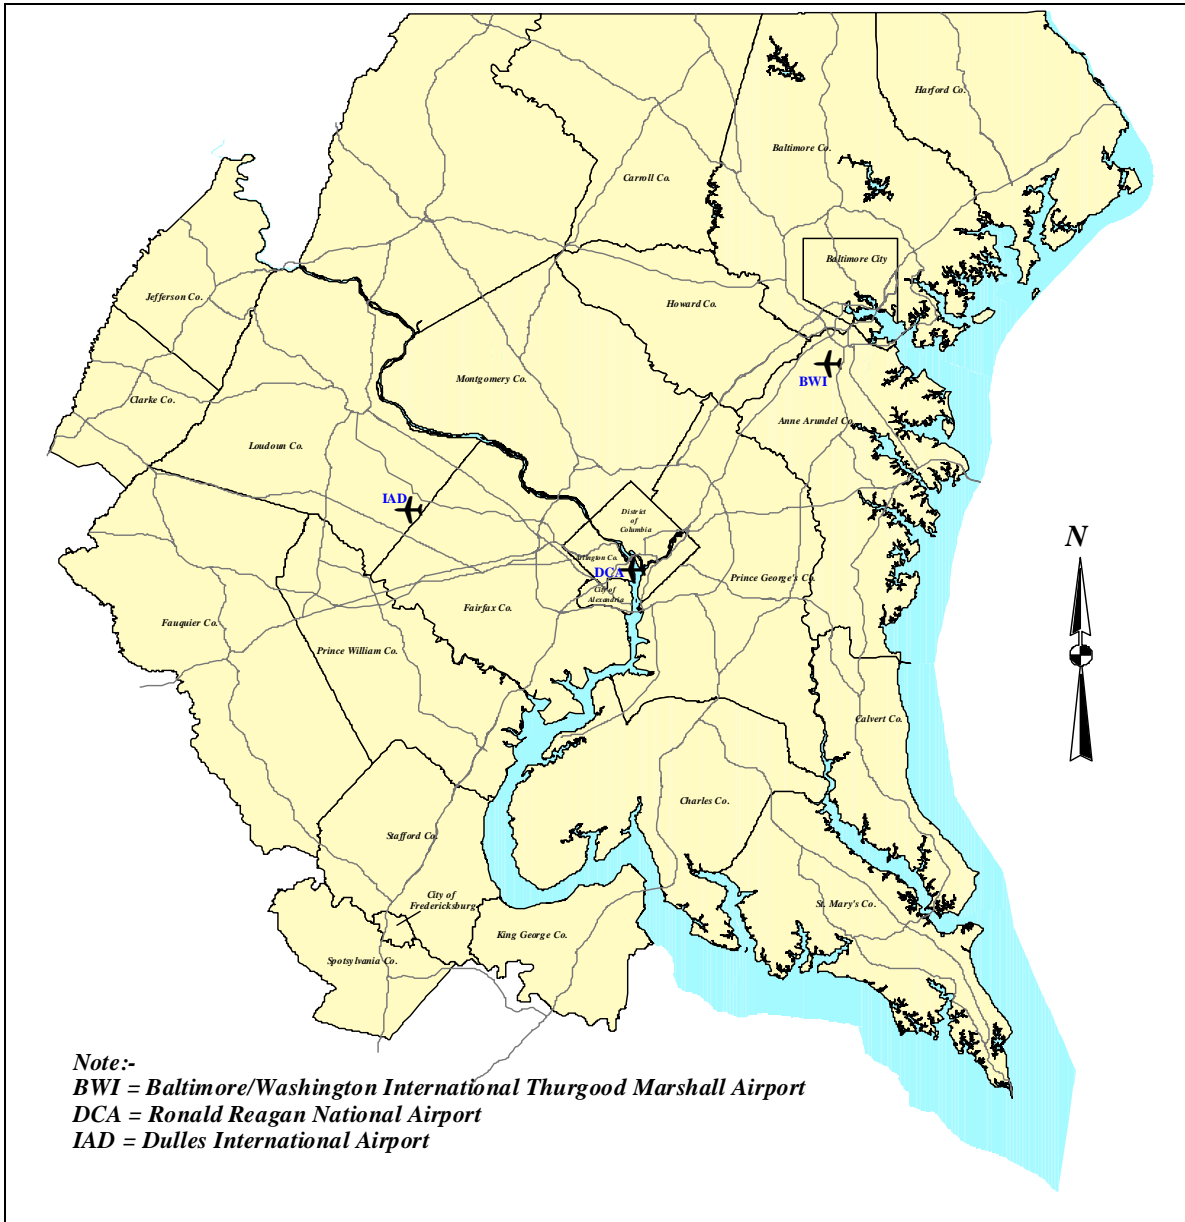 Harford Co.
Baltimore Co.
Carroll Co.
Baltimore City
Jefferson Co.
Howard Co.
BWI
Montgomery Co.
Clarke Co.
Anne Arundel Co.
Loudoun Co.
IAD
District
of
Columbia
N
Arlington Co.
DCA
Prince George's Co.
City of
Alexandria
Fairfax Co.
Fauquier Co.
Prince William Co.
Calvert Co.
Charles Co.
Stafford Co.
City of
Fredericksburg
St. Mary's Co.
King George Co.
Spotsylvania Co.
Note:-
BWI = Baltimore/Washington International Thurgood Marshall Airport
DCA = Ronald Reagan National Airport
IAD = Dulles International Airport